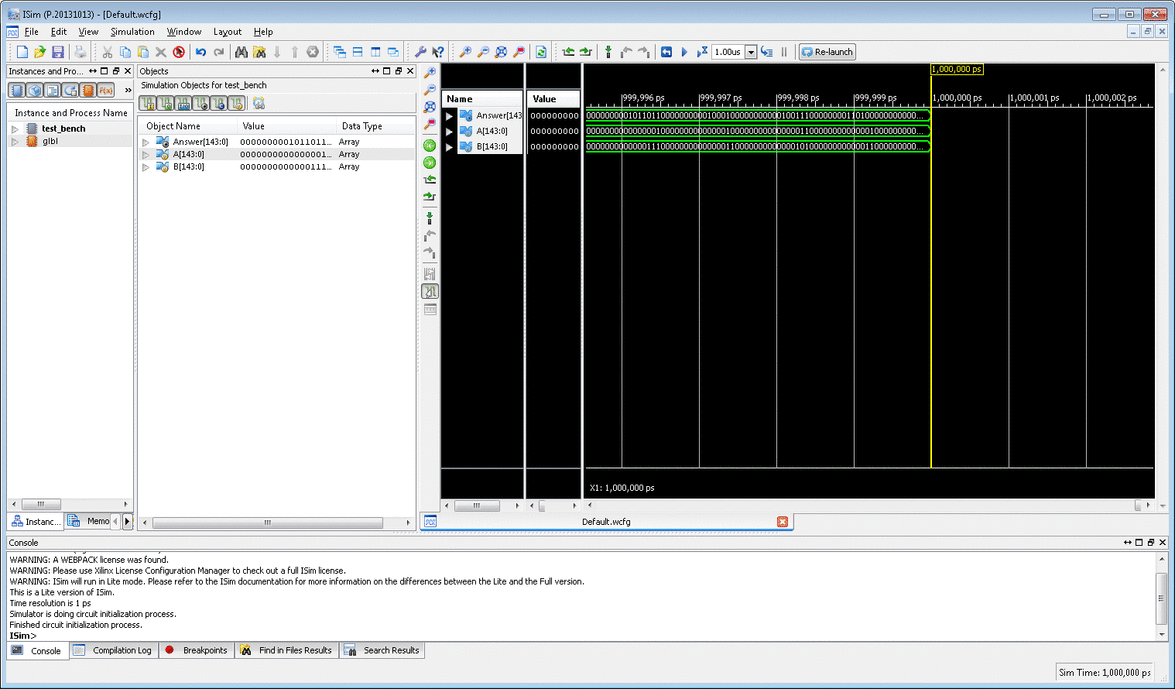 ISim (P.20131013) - [Default.wcfg]
File Edit View Simulation Window Layout Help
1.00us Re-launch
Instances and Pro...
Instance and Process Name
test_bench
glbl
Instanc... Memo
Objects
Simulation Objects for test_bench
Object Name Value Data Type
Answer[143:0] 0000000001011011... Array
A[143:0] 0000000000000001... Array
B[143:0] 0000000000000111... Array
Name Value
Answer[143 000000000
A[143:0] 000000000
B[143:0] 000000000
1,000,000 ps
999,996 ps 999,997 ps 999,998 ps 999,999 ps 1,000,000 ps 1,000,001 ps 1,000,002 ps
X1: 1,000,000 ps
Default.wcfg
Console
WARNING: A WEBPACK license was found.
WARNING: Please use Xilinx License Configuration Manager to check out a full ISim license.
WARNING: ISim will run in Lite mode. Please refer to the ISim documentation for more information on the differences between the Lite and the Full version.
This is a Lite version of ISim.
Time resolution is 1 ps
Simulator is doing circuit initialization process.
Finished circuit initialization process.
ISim>
Console Compilation Log Breakpoints Find in Files Results Search Results
Sim Time: 1,000,000 ps